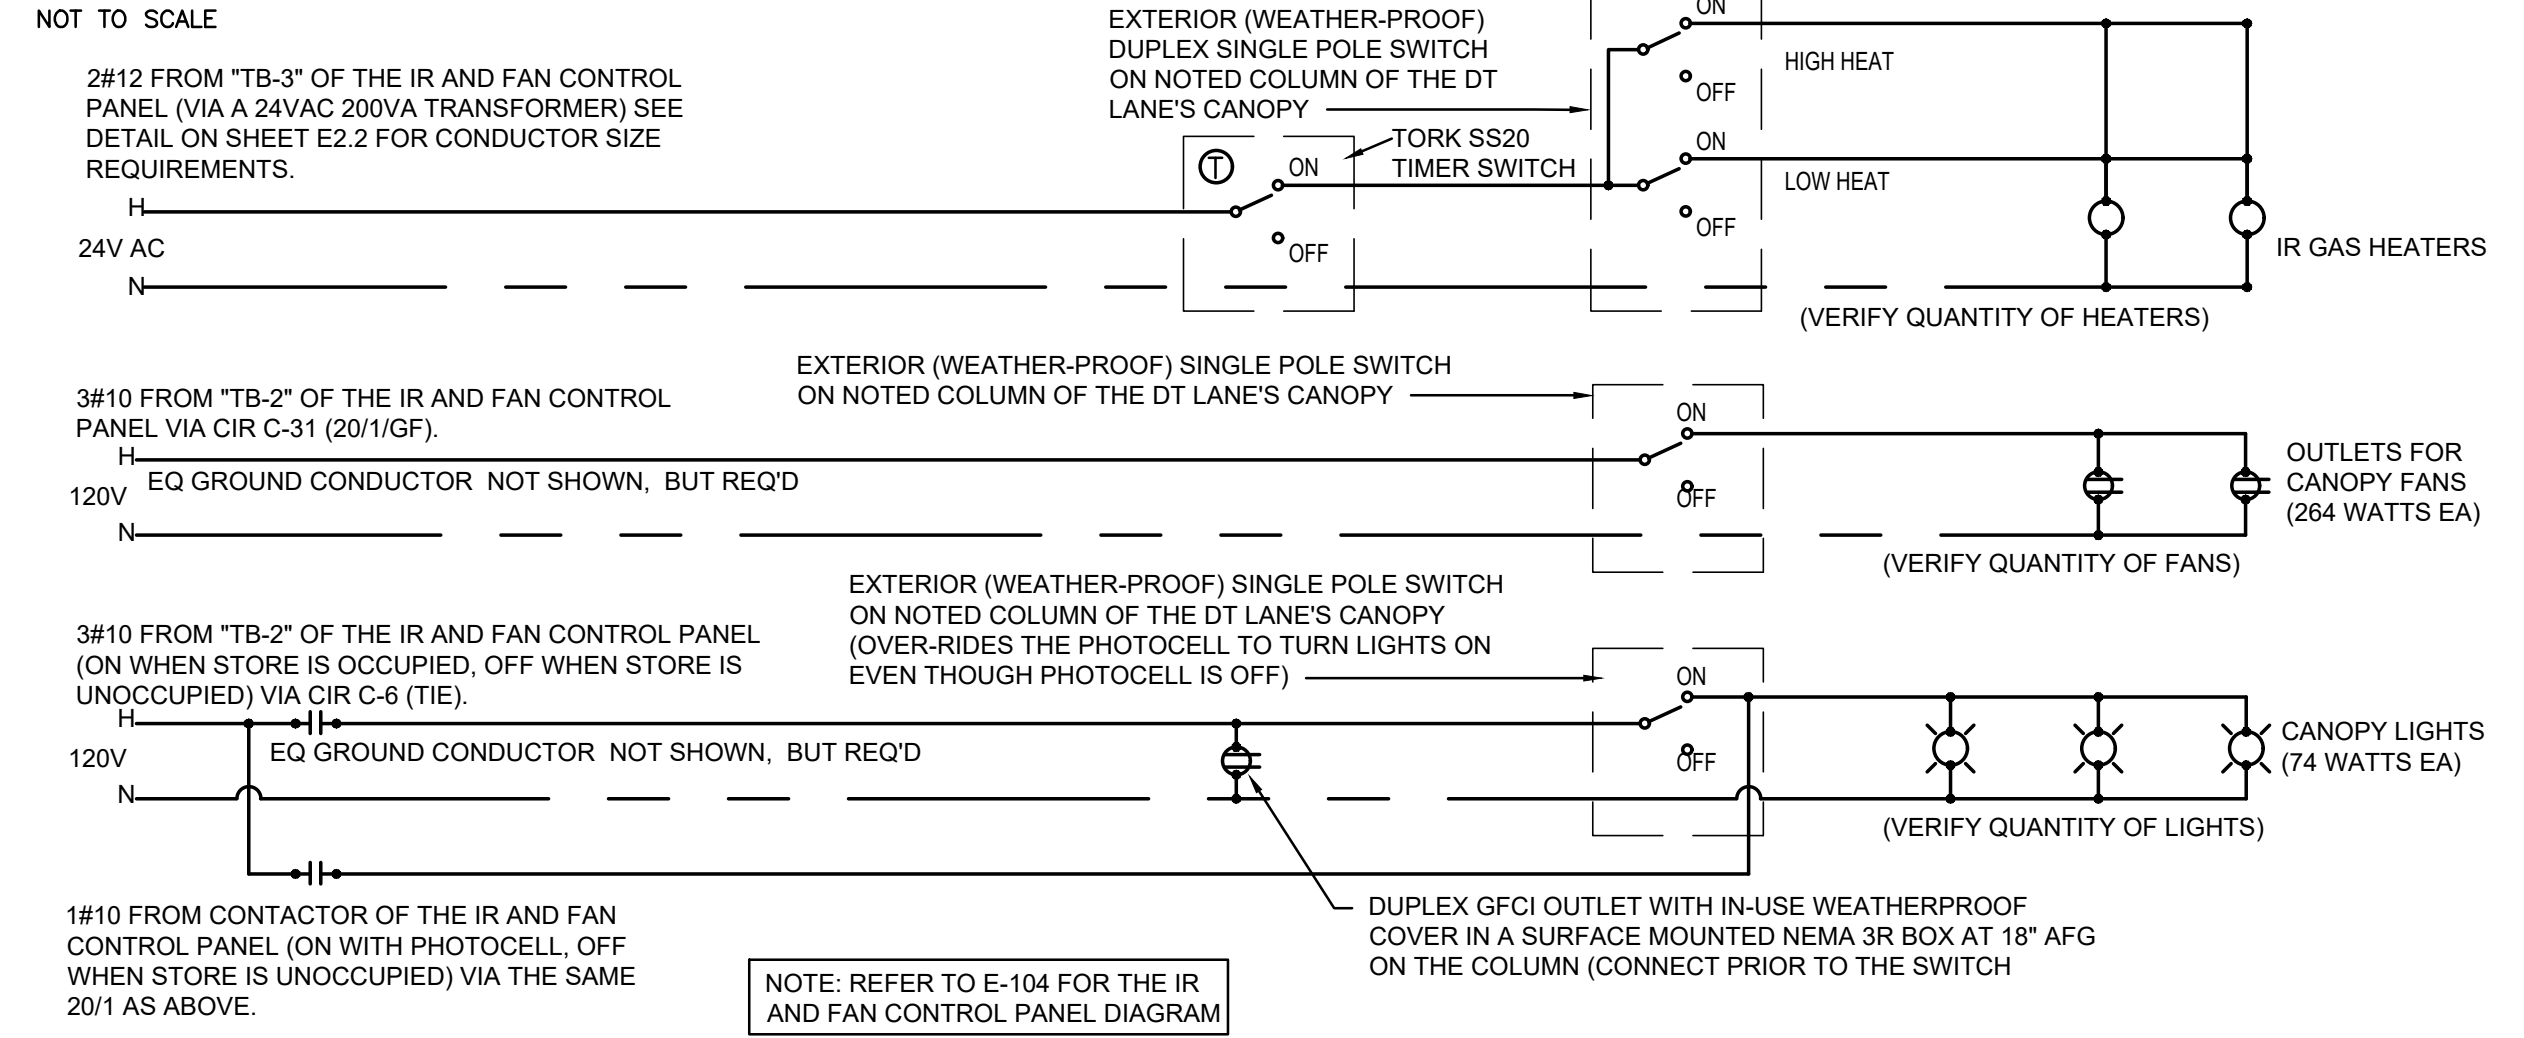 NOT TO SCALE
2#12 FROM "TB-3" OF THE IR AND FAN CONTROL
PANEL (VIA A 24VAC 200VA TRANSFORMER) SEE
DETAIL ON SHEET E2.2 FOR CONDUCTOR SIZE
REQUIREMENTS.
EXTERIOR (WEATHER-PROOF)
DUPLEX SINGLE POLE SWITCH
ON NOTED COLUMN OF THE DT
LANE'S CANOPY
ON
HIGH HEAT
OFF
TORK SS20
TIMER SWITCH
T
ON
OFF
ON
LOW HEAT
OFF
H
24V AC
N
IR GAS HEATERS
(VERIFY QUANTITY OF HEATERS)
EXTERIOR (WEATHER-PROOF) SINGLE POLE SWITCH
ON NOTED COLUMN OF THE DT LANE'S CANOPY
3#10 FROM "TB-2" OF THE IR AND FAN CONTROL
PANEL VIA CIR C-31 (20/1/GF).
H
EQ GROUND CONDUCTOR NOT SHOWN, BUT REQ'D
120V
N
ON
OFF
OUTLETS FOR
CANOPY FANS
(264 WATTS EA)
(VERIFY QUANTITY OF FANS)
EXTERIOR (WEATHER-PROOF) SINGLE POLE SWITCH
ON NOTED COLUMN OF THE DT LANE'S CANOPY
(OVER-RIDES THE PHOTOCELL TO TURN LIGHTS ON
EVEN THOUGH PHOTOCELL IS OFF)
3#10 FROM "TB-2" OF THE IR AND FAN CONTROL PANEL
(ON WHEN STORE IS OCCUPIED, OFF WHEN STORE IS
UNOCCUPIED) VIA CIR C-6 (TIE).
H
EQ GROUND CONDUCTOR NOT SHOWN, BUT REQ'D
120V
N
ON
OFF
CANOPY LIGHTS
(74 WATTS EA)
(VERIFY QUANTITY OF LIGHTS)
1#10 FROM CONTACTOR OF THE IR AND FAN
CONTROL PANEL (ON WITH PHOTOCELL, OFF
WHEN STORE IS UNOCCUPIED) VIA THE SAME
20/1 AS ABOVE.
DUPLEX GFCI OUTLET WITH IN-USE WEATHERPROOF
COVER IN A SURFACE MOUNTED NEMA 3R BOX AT 18" AFG
ON THE COLUMN (CONNECT PRIOR TO THE SWITCH
NOTE: REFER TO E-104 FOR THE IR
AND FAN CONTROL PANEL DIAGRAM